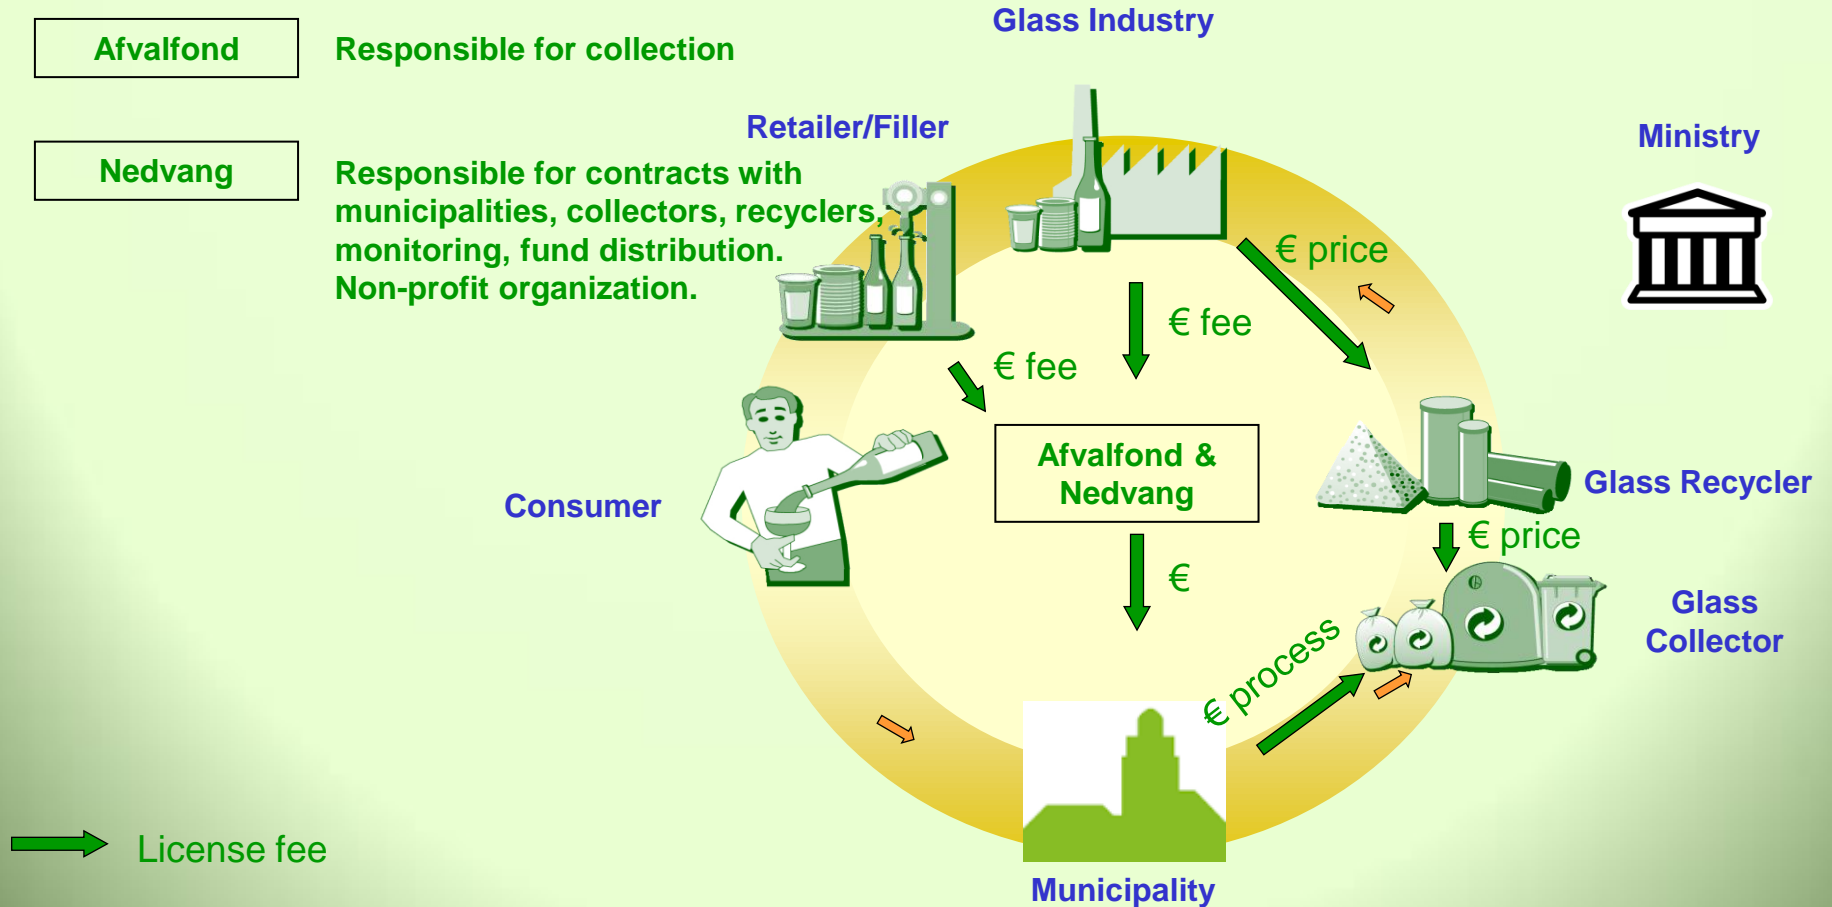 Glass Industry
Afvalfond
Responsible for collection
Retailer/Filler
Ministry
Nedvang
Responsible for contracts with
municipalities, collectors, recyclers,
monitoring, fund distribution.
Non-profit organization.
€ price
€ fee
€ fee
Afvalfond &
Nedvang
Consumer
Glass Recycler
€ price
€
Glass
Collector
€ process
License fee
Municipality